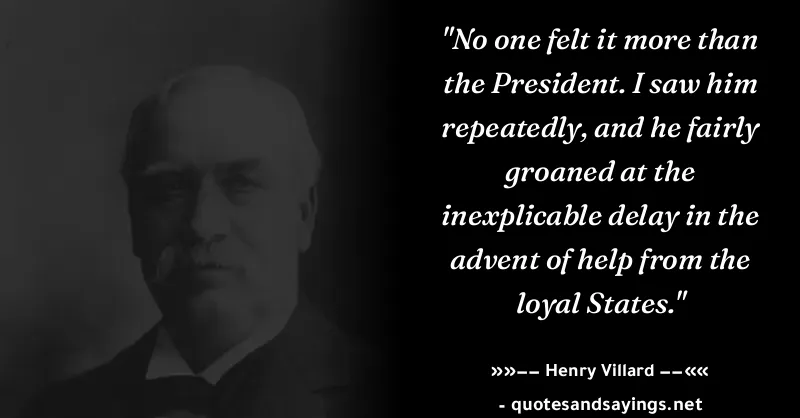 "No one felt it more than
the President. I saw him
repeatedly, and he fairly
groaned at the
inexplicable delay in the
advent of help from the
loyal States."
»»−− Henry Villard −−««
- quotesandsayings.net